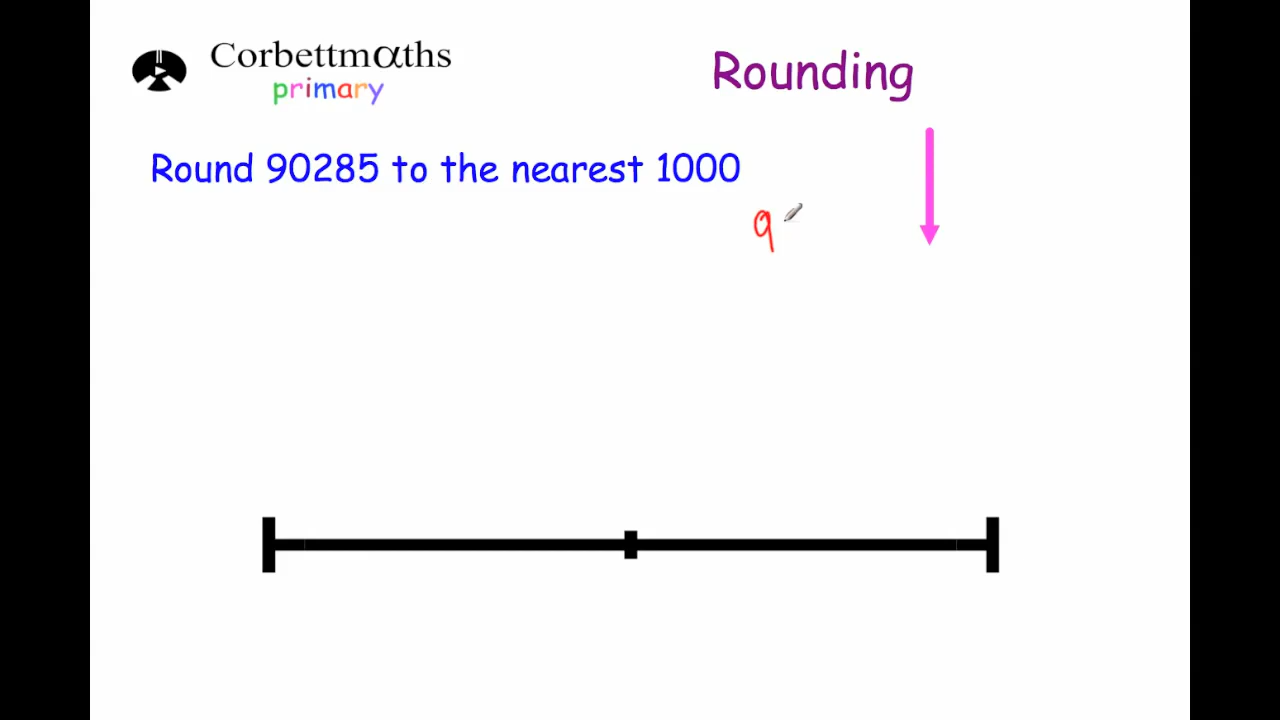 Corbettmαths
primary
Rounding
Round 90285 to the nearest 1000
9